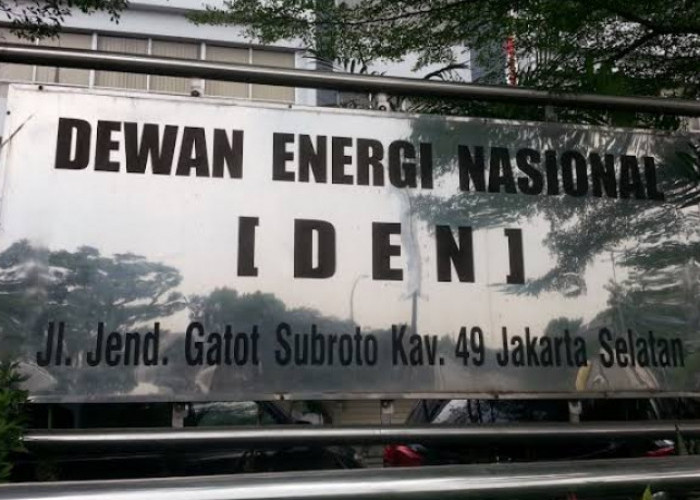 DEWAN ENERGI NASIONAL
[ D E N ]
Jl. Jend. Gatot Subroto Kav. 49 Jakarta Selatan